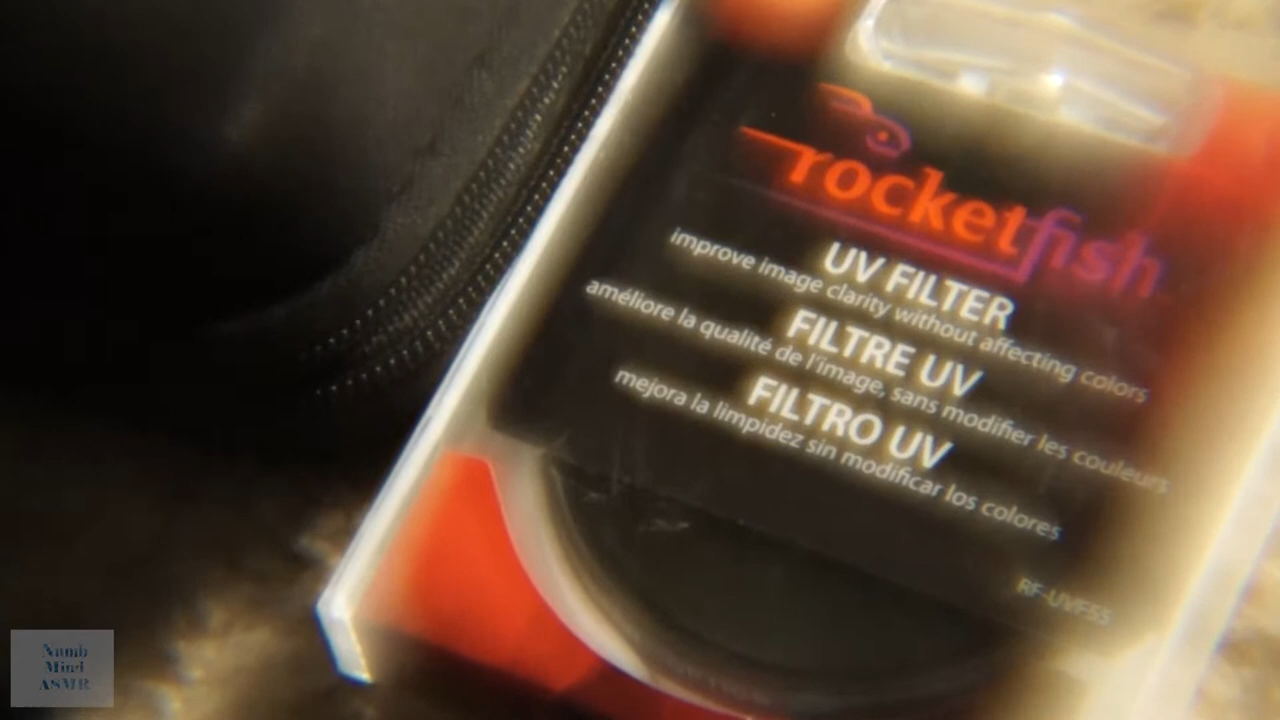 rocketfish
UV FILTER
improve image clarity without affecting colors
FILTRE UV
améliore la qualité de l'image, sans modifier les couleurs
FILTRO UV
mejora la limpidez sin modificar los colores
RF-UVF55
Numb
Mind
ASMR